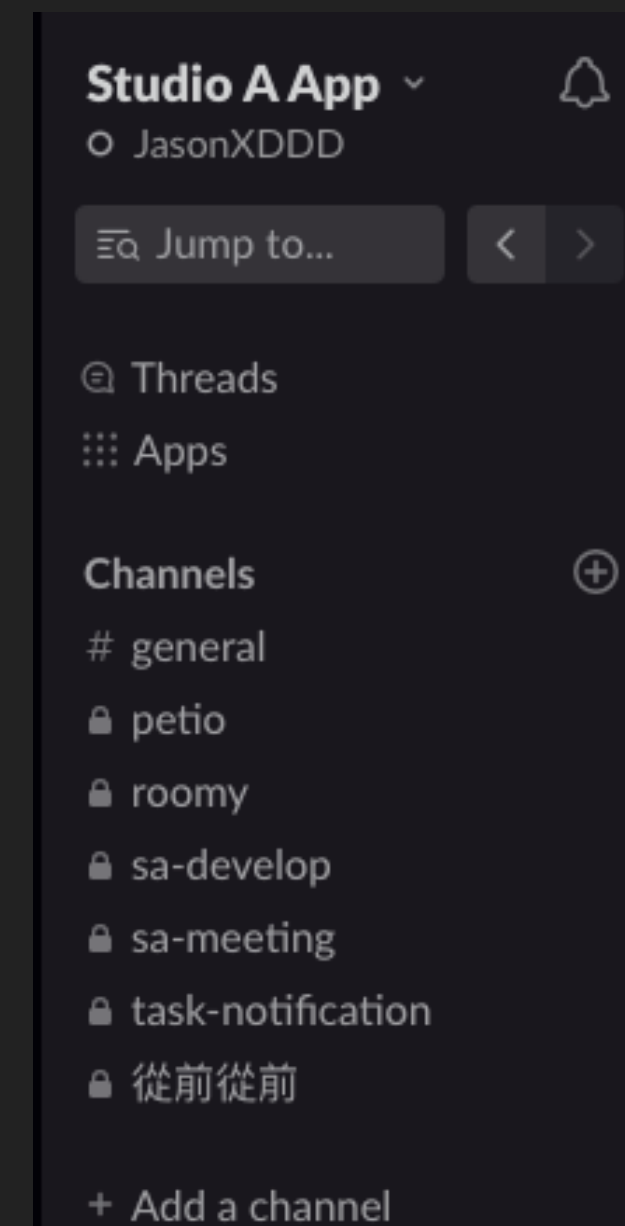 Studio A App
JasonXDDD
Jump to...
Threads
Apps
Channels
# general
petio
roomy
sa-develop
sa-meeting
task-notification
從前從前
+ Add a channel